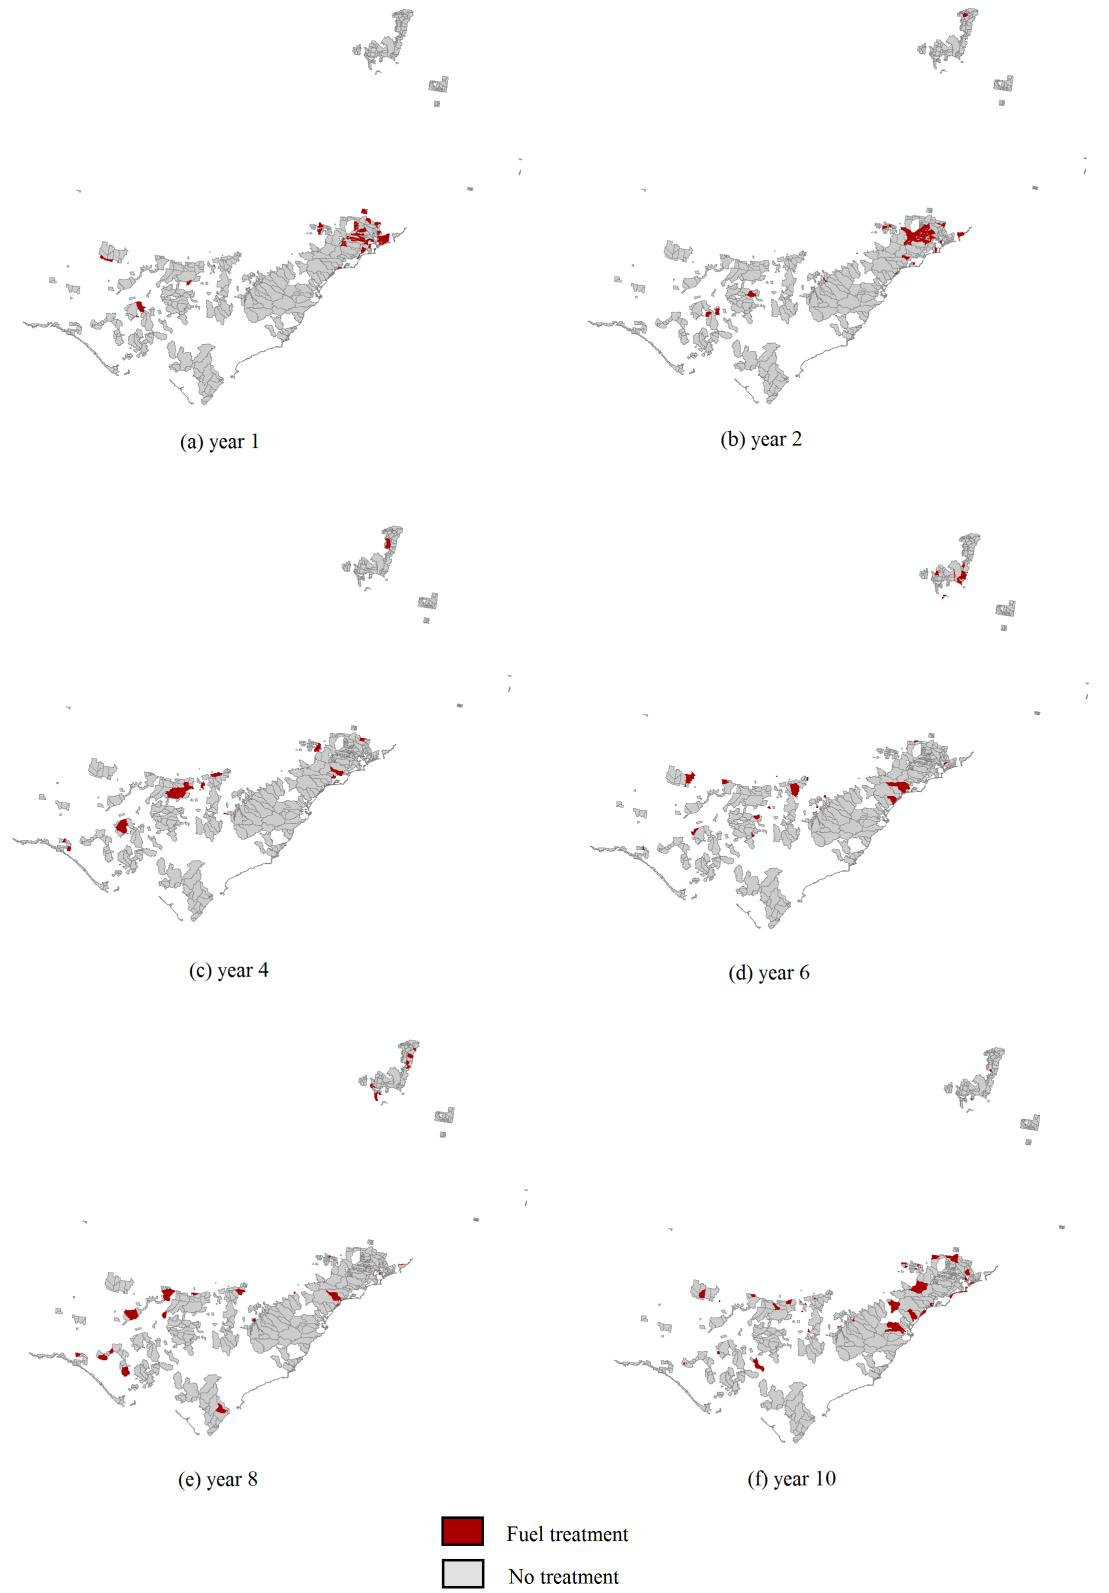 (a) year 1
(b) year 2
(c) year 4
(d) year 6
(e) year 8
(f) year 10
Fuel treatment
No treatment